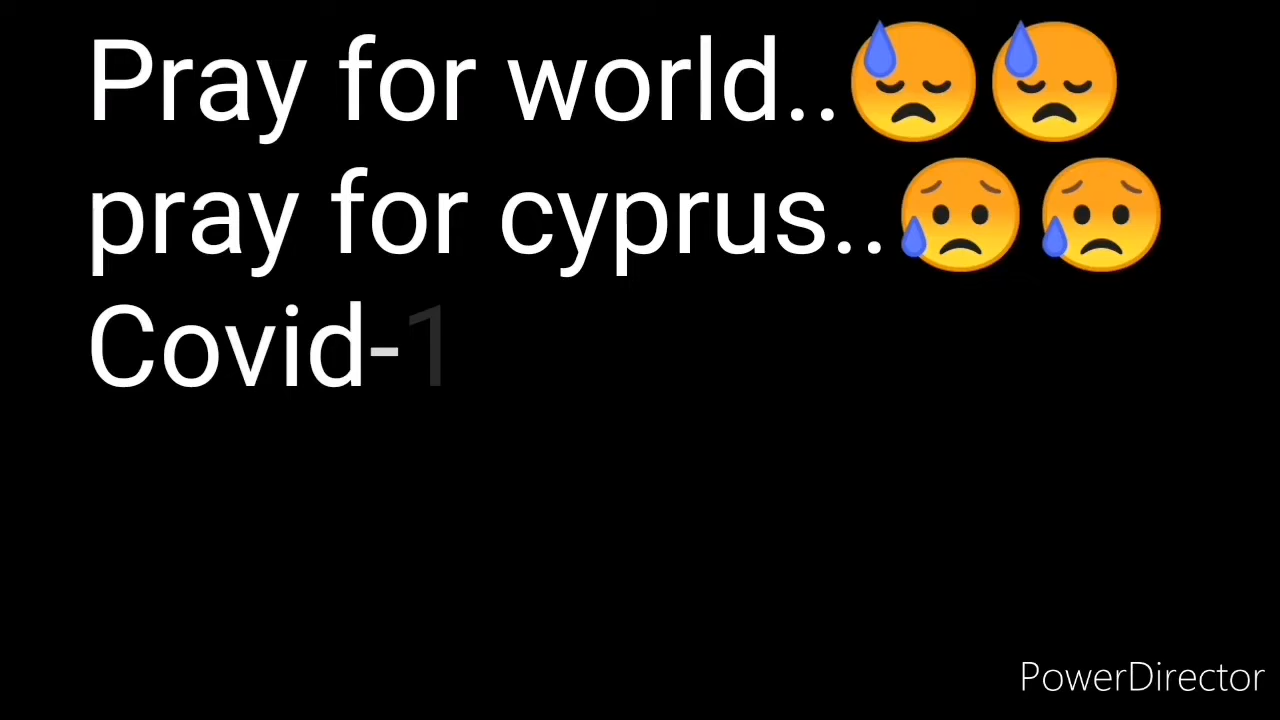 Pray for world..😓😓
pray for cyprus..😥😥
Covid-1
PowerDirector